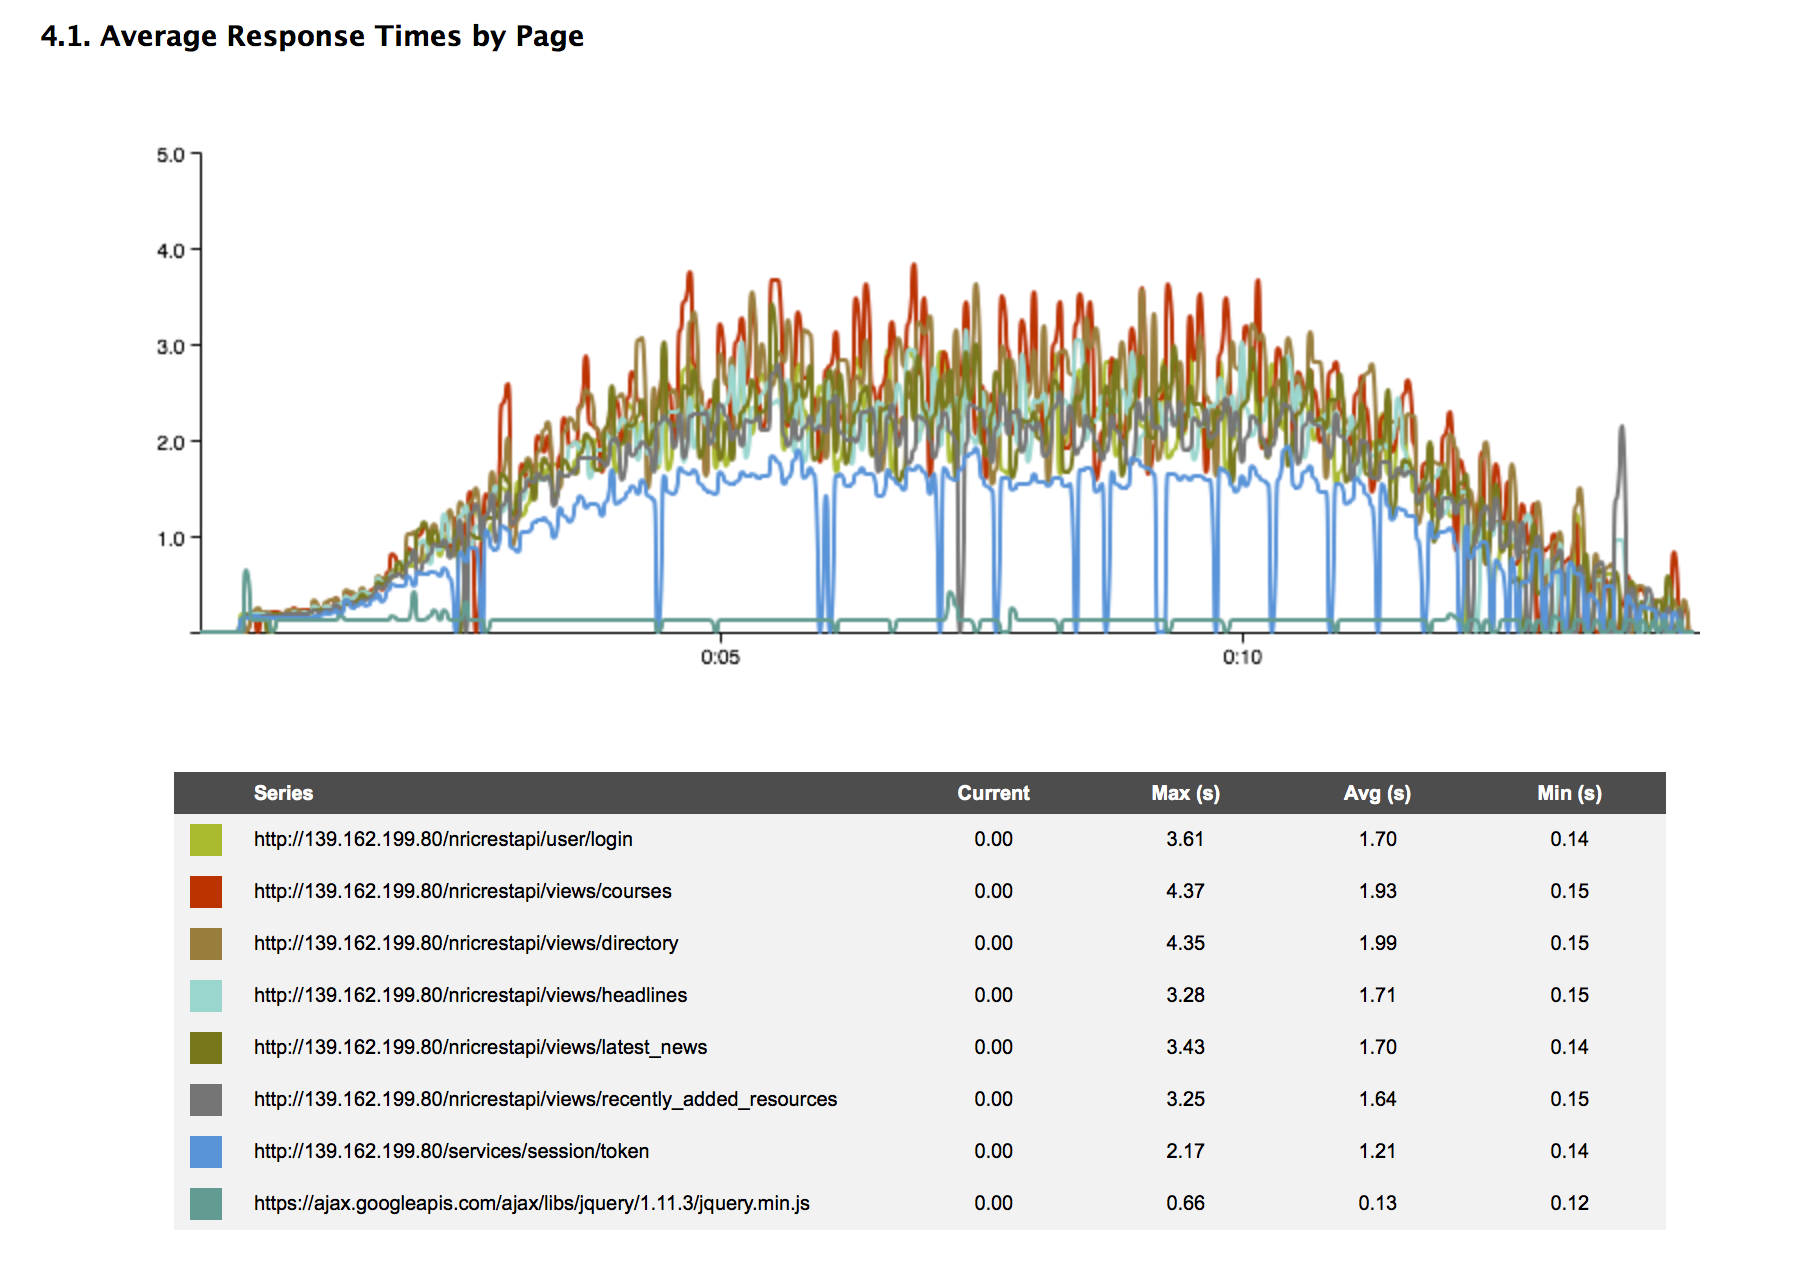 4.1. Average Response Times by Page
5.0
4.0
3.0
2.0
1.0
0:05 0:10
Series Current Max (s) Avg (s) Min (s)
http://139.162.199.80/nricrestapi/user/login 0.00 3.61 1.70 0.14
http://139.162.199.80/nricrestapi/views/courses 0.00 4.37 1.93 0.15
http://139.162.199.80/nricrestapi/views/directory 0.00 4.35 1.99 0.15
http://139.162.199.80/nricrestapi/views/headlines 0.00 3.28 1.71 0.15
http://139.162.199.80/nricrestapi/views/latest_news 0.00 3.43 1.70 0.14
http://139.162.199.80/nricrestapi/views/recently_added_resources 0.00 3.25 1.64 0.15
http://139.162.199.80/services/session/token 0.00 2.17 1.21 0.14
https://ajax.googleapis.com/ajax/libs/jquery/1.11.3/jquery.min.js 0.00 0.66 0.13 0.12